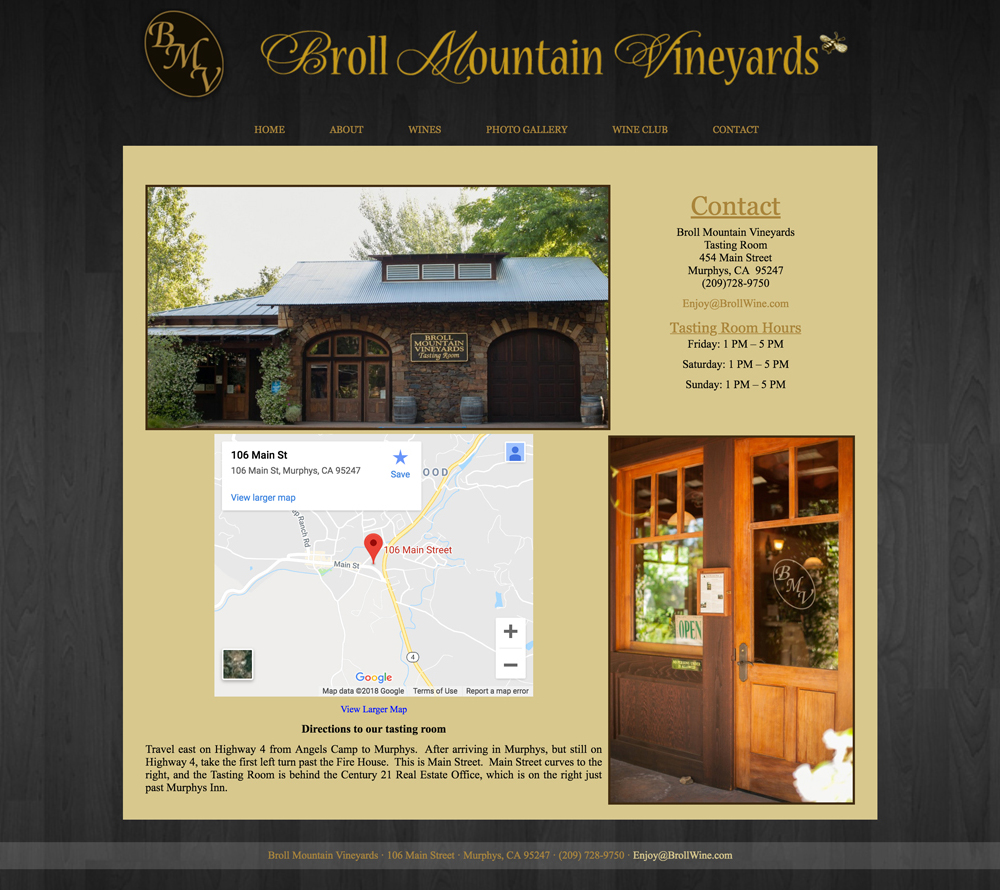 BMV
Broll Mountain Vineyards
HOME ABOUT WINES PHOTO GALLERY WINE CLUB CONTACT
BROLL
MOUNTAIN
VINEYARDS
Tasting Room
Contact
Broll Mountain Vineyards
Tasting Room
454 Main Street
Murphys, CA 95247
(209)728-9750
Enjoy@BrollWine.com
Tasting Room Hours
Friday: 1 PM – 5 PM
Saturday: 1 PM – 5 PM
Sunday: 1 PM – 5 PM
106 Main St
106 Main St, Murphys, CA 95247
Save
View larger map
OOD
gg Ranch Rd
106 Main Street
Main St
4
Google
Map data ©2018 Google Terms of Use Report a map error
View Larger Map
Directions to our tasting room
Travel east on Highway 4 from Angels Camp to Murphys. After arriving in Murphys, but still on
Highway 4, take the first left turn past the Fire House. This is Main Street. Main Street curves to the
right, and the Tasting Room is behind the Century 21 Real Estate Office, which is on the right just
past Murphys Inn.
BMV
OPEN
Broll Mountain Vineyards · 106 Main Street · Murphys, CA 95247 · (209) 728-9750 · Enjoy@BrollWine.com